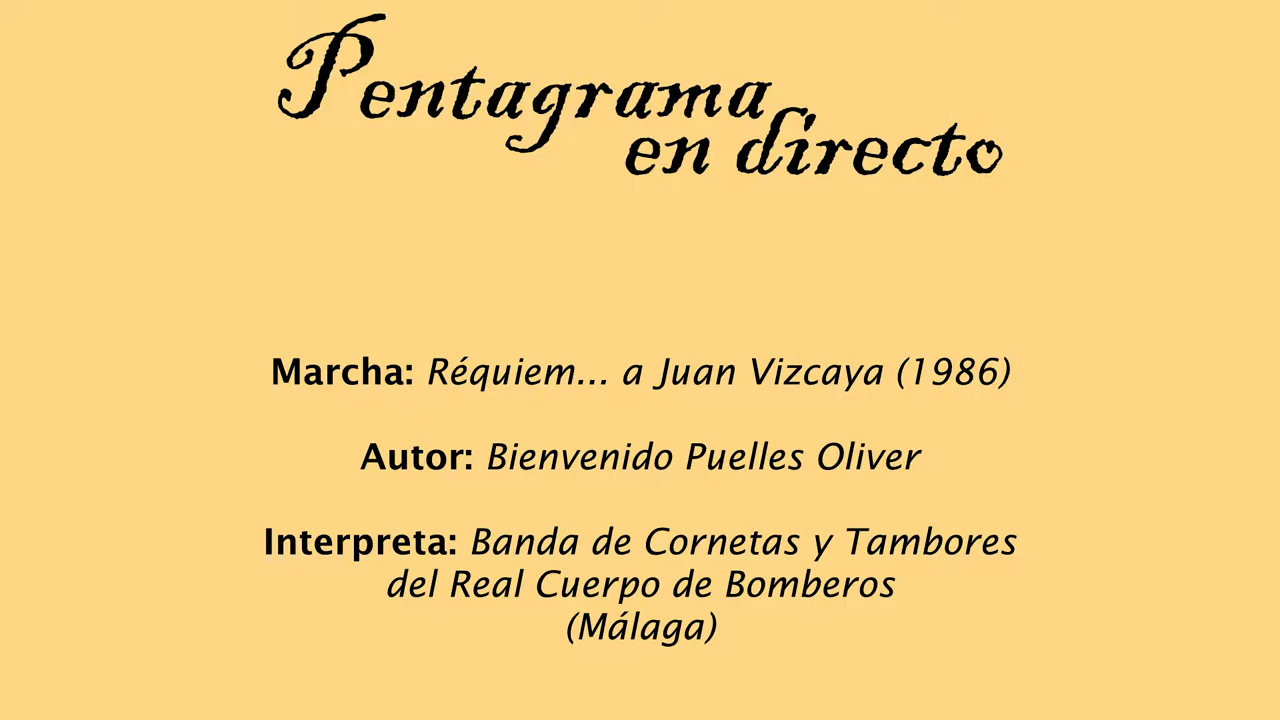 Pentagrama
en directo
Marcha: Réquiem... a Juan Vizcaya (1986)
Autor: Bienvenido Puelles Oliver
Interpreta: Banda de Cornetas y Tambores
del Real Cuerpo de Bomberos
(Málaga)